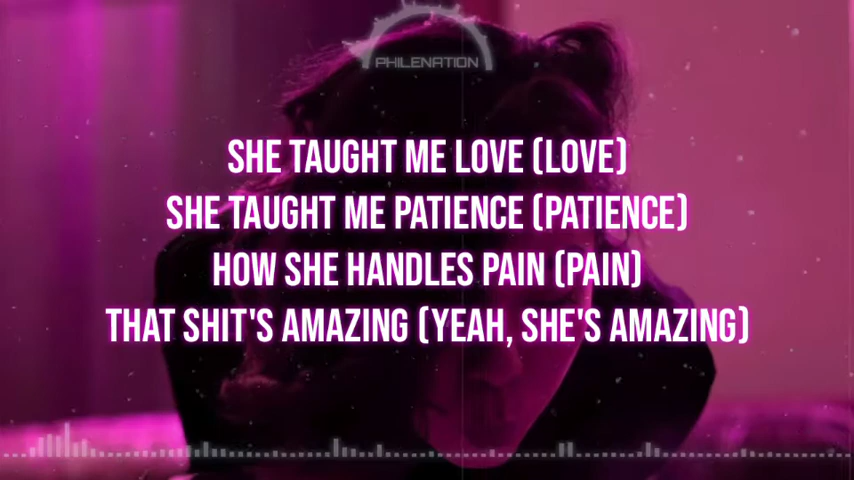 PHILENATION
SHE TAUGHT ME LOVE (LOVE)
SHE TAUGHT ME PATIENCE (PATIENCE)
HOW SHE HANDLES PAIN (PAIN)
THAT SHIT'S AMAZING (YEAH, SHE'S AMAZING)